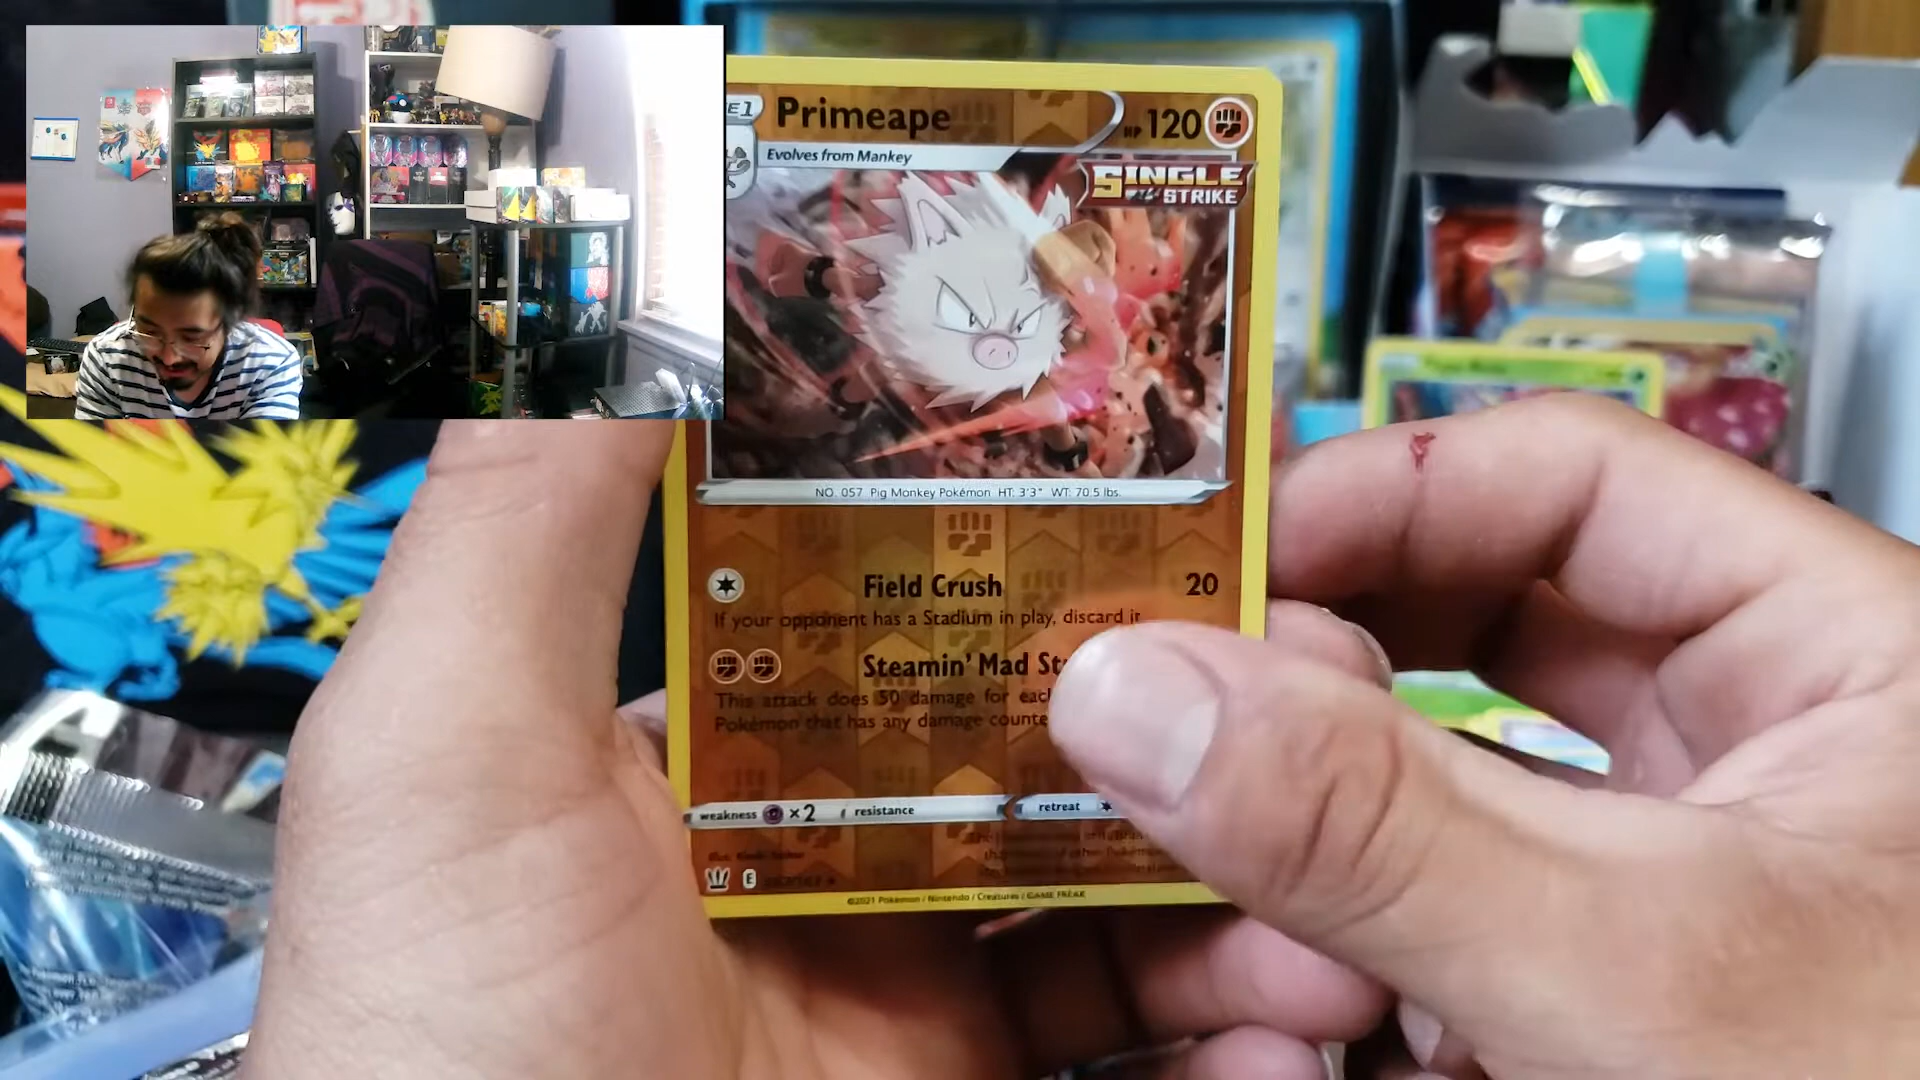 E1
Primeape
HP 120
Evolves from Mankey
SINGLE
STRIKE
NO. 057 Pig Monkey Pokémon HT: 3'3" WT: 70.5 lbs.
Field Crush 20
If your opponent has a Stadium in play, discard it
Steamin' Mad
This attack does 50 damage for each
Pokémon that has any damage
weakness ×2 resistance retreat
E
©2021 Pokémon / Nintendo / Creatures / GAME FREAK